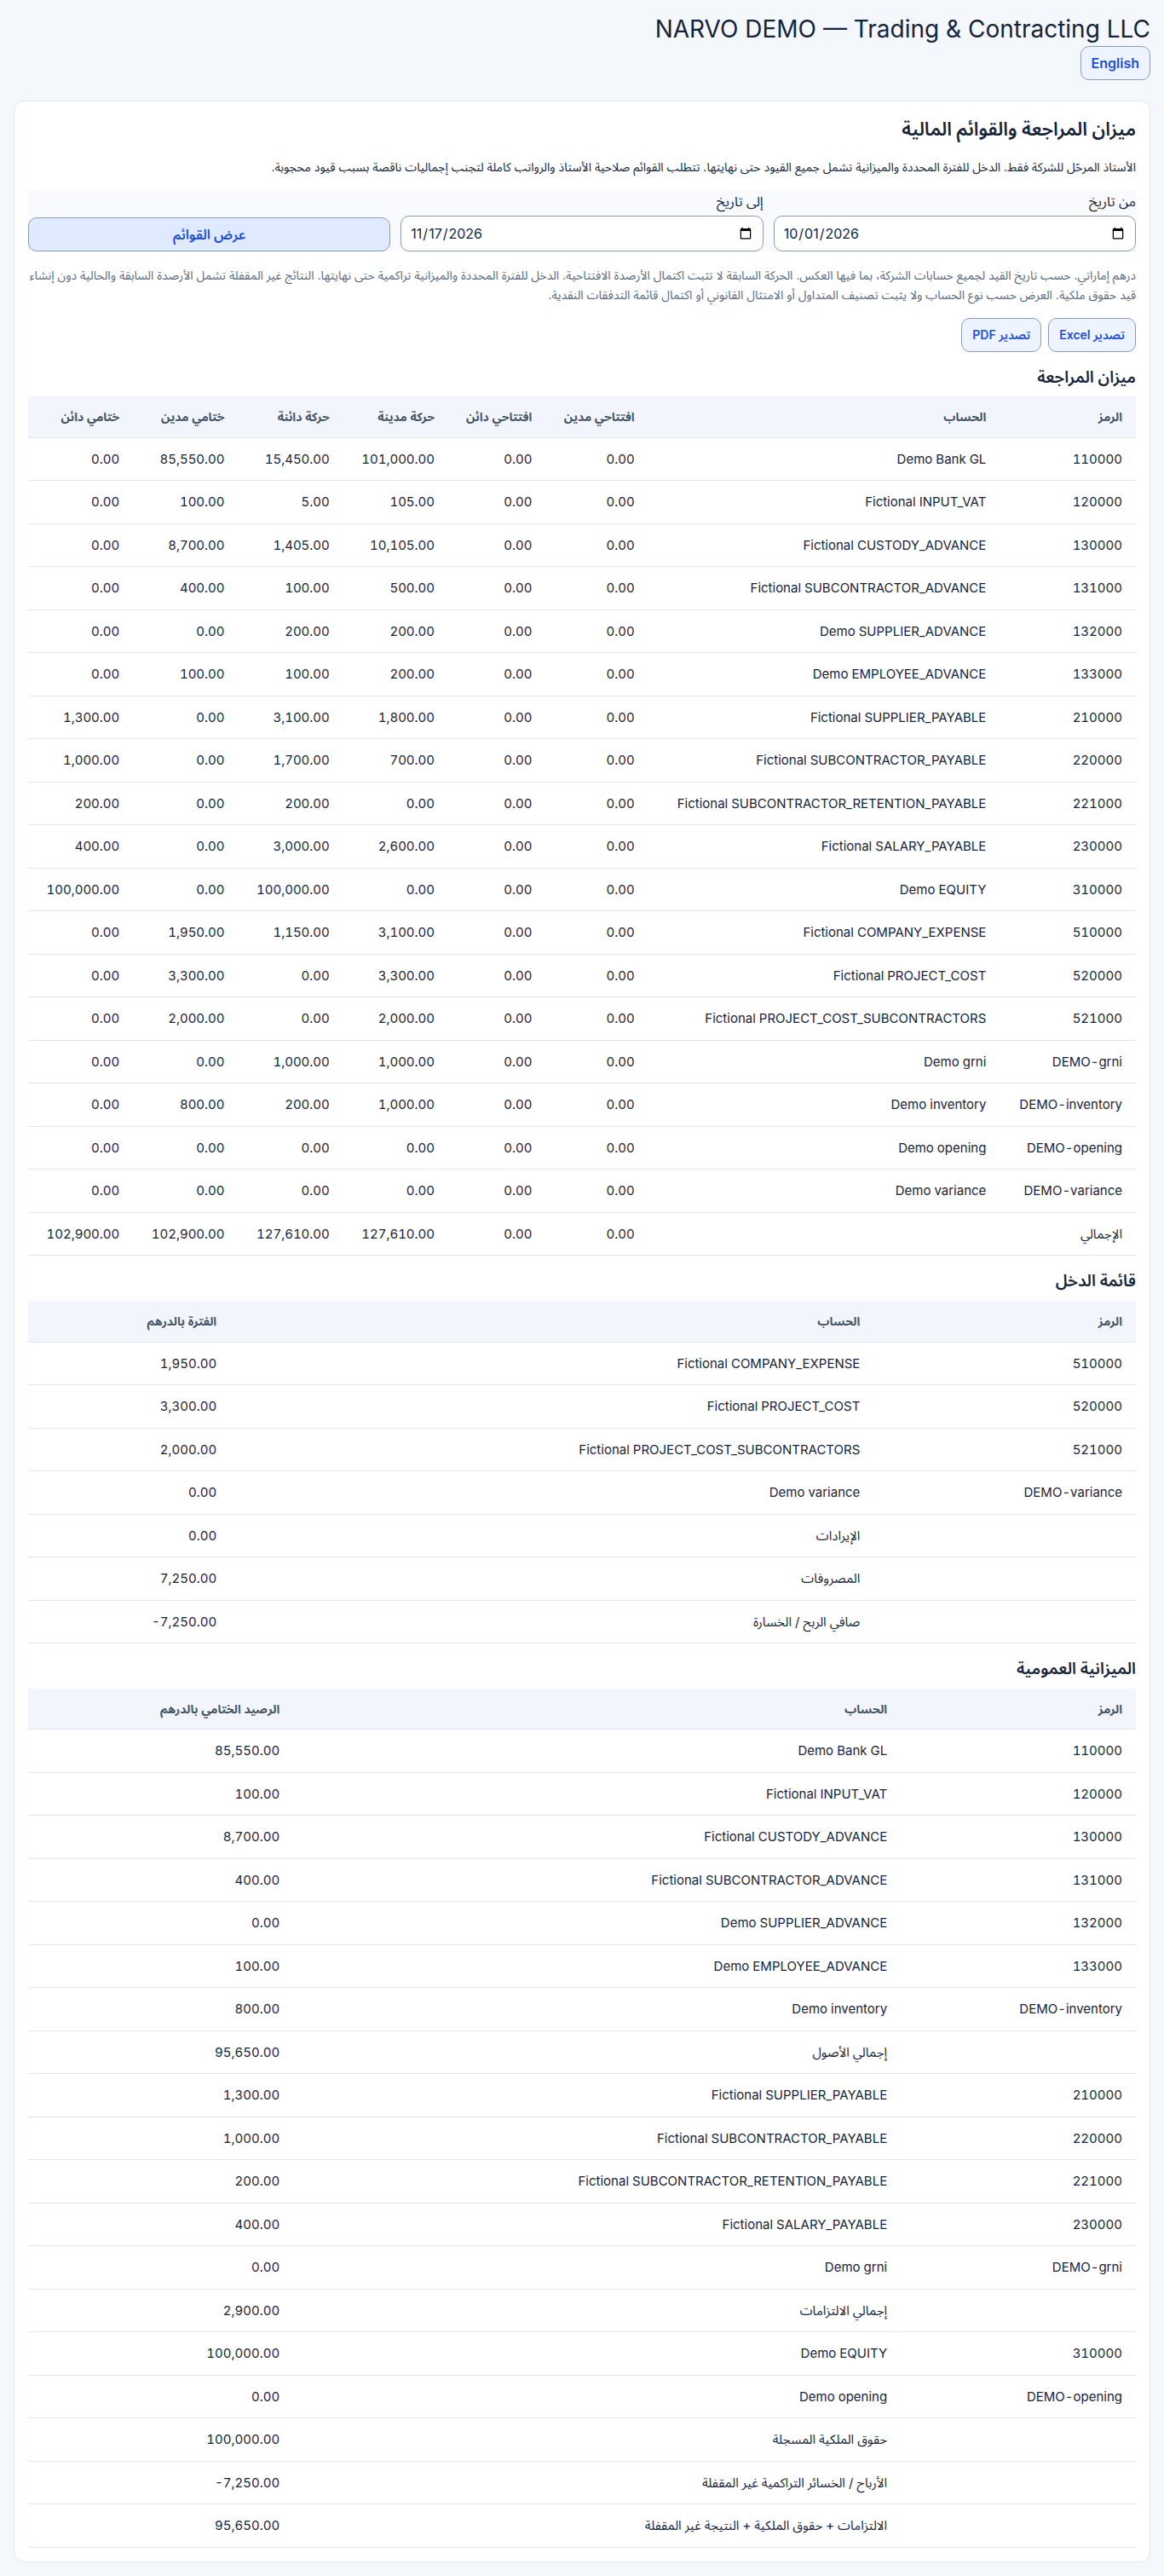 NARVO DEMO — Trading & Contracting LLC
English
ميزان المراجعة والقوائم المالية
الأستاذ المرحّل للشركة فقط. الدخل للفترة المحددة والميزانية تشمل جميع القيود حتى نهايتها. تتطلب القوائم صلاحية الأستاذ والرواتب كاملة لتجنب إجماليات ناقصة بسبب قيود محجوبة.
من تاريخ إلى تاريخ
10/01/2026 11/17/2026 عرض القوائم
درهم إماراتي. حسب تاريخ القيد لجميع حسابات الشركة، بما فيها العكس. الحركة السابقة لا تثبت اكتمال الأرصدة الافتتاحية. الدخل للفترة المحددة والميزانية تراكمية حتى نهايتها. النتائج غير المقفلة تشمل الأرصدة السابقة والحالية دون إنشاء
قيد حقوق ملكية. العرض حسب نوع الحساب ولا يثبت تصنيف المتداول أو الامتثال القانوني أو اكتمال قائمة التدفقات النقدية.
تصدير Excel تصدير PDF
ميزان المراجعة
الرمز الحساب افتتاحي مدين افتتاحي دائن حركة مدينة حركة دائنة ختامي مدين ختامي دائن
110000 Demo Bank GL 0.00 0.00 101,000.00 15,450.00 85,550.00 0.00
120000 Fictional INPUT_VAT 0.00 0.00 105.00 5.00 100.00 0.00
130000 Fictional CUSTODY_ADVANCE 0.00 0.00 10,105.00 1,405.00 8,700.00 0.00
131000 Fictional SUBCONTRACTOR_ADVANCE 0.00 0.00 500.00 100.00 400.00 0.00
132000 Demo SUPPLIER_ADVANCE 0.00 0.00 200.00 200.00 0.00 0.00
133000 Demo EMPLOYEE_ADVANCE 0.00 0.00 200.00 100.00 100.00 0.00
210000 Fictional SUPPLIER_PAYABLE 0.00 0.00 1,800.00 3,100.00 0.00 1,300.00
220000 Fictional SUBCONTRACTOR_PAYABLE 0.00 0.00 700.00 1,700.00 0.00 1,000.00
221000 Fictional SUBCONTRACTOR_RETENTION_PAYABLE 0.00 0.00 0.00 200.00 0.00 200.00
230000 Fictional SALARY_PAYABLE 0.00 0.00 2,600.00 3,000.00 0.00 400.00
310000 Demo EQUITY 0.00 0.00 0.00 100,000.00 0.00 100,000.00
510000 Fictional COMPANY_EXPENSE 0.00 0.00 3,100.00 1,150.00 1,950.00 0.00
520000 Fictional PROJECT_COST 0.00 0.00 3,300.00 0.00 3,300.00 0.00
521000 Fictional PROJECT_COST_SUBCONTRACTORS 0.00 0.00 2,000.00 0.00 2,000.00 0.00
DEMO-grni Demo grni 0.00 0.00 1,000.00 1,000.00 0.00 0.00
DEMO-inventory Demo inventory 0.00 0.00 1,000.00 200.00 800.00 0.00
DEMO-opening Demo opening 0.00 0.00 0.00 0.00 0.00 0.00
DEMO-variance Demo variance 0.00 0.00 0.00 0.00 0.00 0.00
الإجمالي 0.00 0.00 127,610.00 127,610.00 102,900.00 102,900.00
قائمة الدخل
الرمز الحساب الفترة بالدرهم
510000 Fictional COMPANY_EXPENSE 1,950.00
520000 Fictional PROJECT_COST 3,300.00
521000 Fictional PROJECT_COST_SUBCONTRACTORS 2,000.00
DEMO-variance Demo variance 0.00
الإيرادات 0.00
المصروفات 7,250.00
صافي الربح / الخسارة -7,250.00
الميزانية العمومية
الرمز الحساب الرصيد الختامي بالدرهم
110000 Demo Bank GL 85,550.00
120000 Fictional INPUT_VAT 100.00
130000 Fictional CUSTODY_ADVANCE 8,700.00
131000 Fictional SUBCONTRACTOR_ADVANCE 400.00
132000 Demo SUPPLIER_ADVANCE 0.00
133000 Demo EMPLOYEE_ADVANCE 100.00
DEMO-inventory Demo inventory 800.00
إجمالي الأصول 95,650.00
210000 Fictional SUPPLIER_PAYABLE 1,300.00
220000 Fictional SUBCONTRACTOR_PAYABLE 1,000.00
221000 Fictional SUBCONTRACTOR_RETENTION_PAYABLE 200.00
230000 Fictional SALARY_PAYABLE 400.00
DEMO-grni Demo grni 0.00
إجمالي الالتزامات 2,900.00
310000 Demo EQUITY 100,000.00
DEMO-opening Demo opening 0.00
حقوق الملكية المسجلة 100,000.00
الأرباح / الخسائر التراكمية غير المقفلة -7,250.00
الالتزامات + حقوق الملكية + النتيجة غير المقفلة 95,650.00